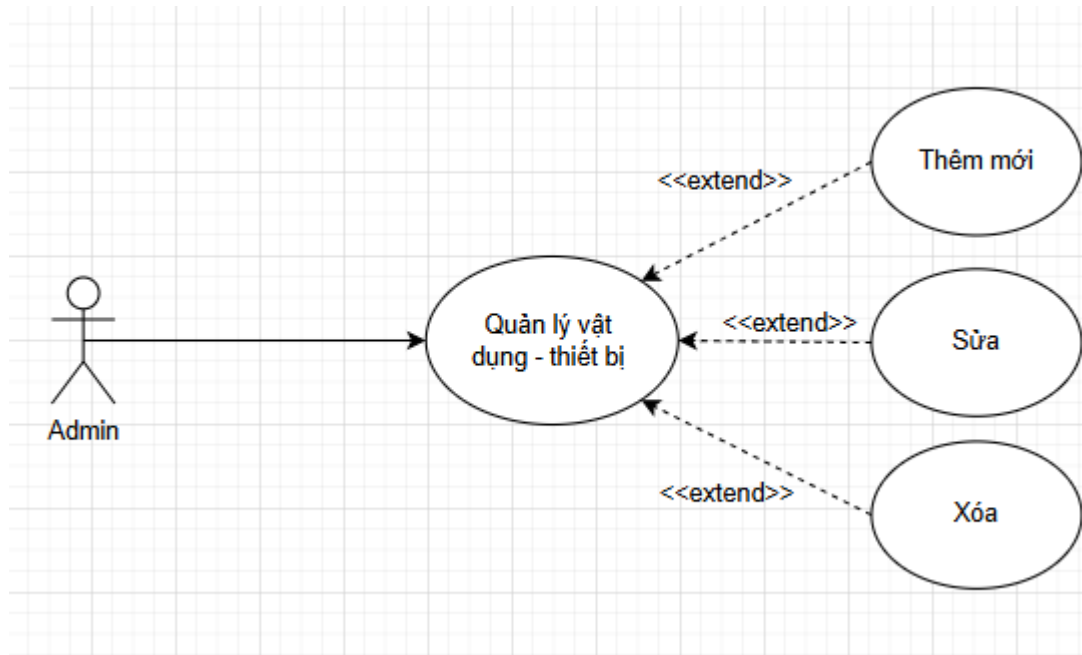 Thêm mới
<<extend>>
Quản lý vật
dụng - thiết bị
<<extend>>
Sửa
Admin
<<extend>>
Xóa